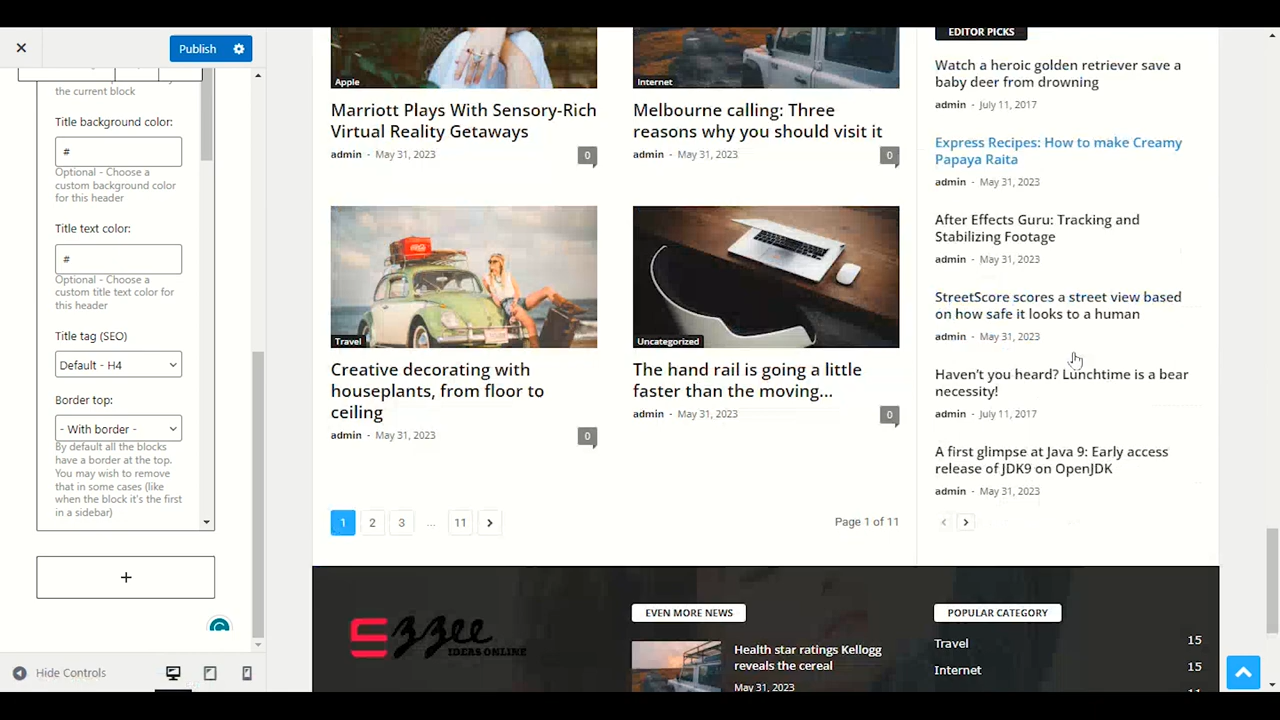 Publish
the current block
Title background color:
#
Optional - Choose a
custom background color
for this header
Title text color:
#
Optional - Choose a
custom title text color for
this header
Title tag (SEO)
Default - H4
Border top:
- With border -
By default all the blocks
have a border at the top.
You may wish to remove
that in some cases (like
when the block it's the first
in a sidebar)
+
Hide Controls
Apple
Marriott Plays With Sensory-Rich
Virtual Reality Getaways
admin - May 31, 2023
0
Internet
Melbourne calling: Three
reasons why you should visit it
admin - May 31, 2023
0
Travel
Creative decorating with
houseplants, from floor to
ceiling
admin - May 31, 2023
0
Uncategorized
The hand rail is going a little
faster than the moving...
admin - May 31, 2023
0
1 2 3 ... 11
Page 1 of 11
EDITOR PICKS
Watch a heroic golden retriever save a
baby deer from drowning
admin - July 11, 2017
Express Recipes: How to make Creamy
Papaya Raita
admin - May 31, 2023
After Effects Guru: Tracking and
Stabilizing Footage
admin - May 31, 2023
StreetScore scores a street view based
on how safe it looks to a human
admin - May 31, 2023
Haven't you heard? Lunchtime is a bear
necessity!
admin - July 11, 2017
A first glimpse at Java 9: Early access
release of JDK9 on OpenJDK
admin - May 31, 2023
Ezzee
IDEAS ONLINE
EVEN MORE NEWS
Health star ratings Kellogg
reveals the cereal
May 31, 2023
POPULAR CATEGORY
Travel 15
Internet 15